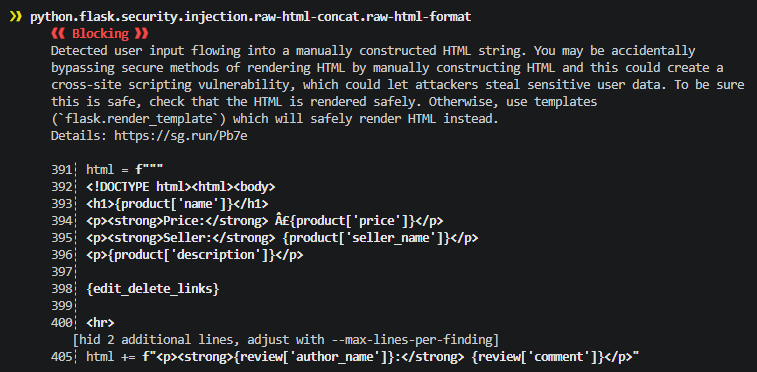 ❯❯ python.flask.security.injection.raw-html-concat.raw-html-format
❰❰ Blocking ❱❱
Detected user input flowing into a manually constructed HTML string. You may be accidentally
bypassing secure methods of rendering HTML by manually constructing HTML and this could create a
cross-site scripting vulnerability, which could let attackers steal sensitive user data. To be sure
this is safe, check that the HTML is rendered safely. Otherwise, use templates
(`flask.render_template`) which will safely render HTML instead.
Details: https://sg.run/Pb7e
391┆ html = f"""
392┆ <!DOCTYPE html><html><body>
393┆ <h1>{product['name']}</h1>
394┆ <p><strong>Price:</strong> Â£{product['price']}</p>
395┆ <p><strong>Seller:</strong> {product['seller_name']}</p>
396┆ <p>{product['description']}</p>
397┆
398┆ {edit_delete_links}
399┆
400┆ <hr>
[hid 2 additional lines, adjust with --max-lines-per-finding]
405┆ html += f"<p><strong>{review['author_name']}:</strong> {review['comment']}</p>"